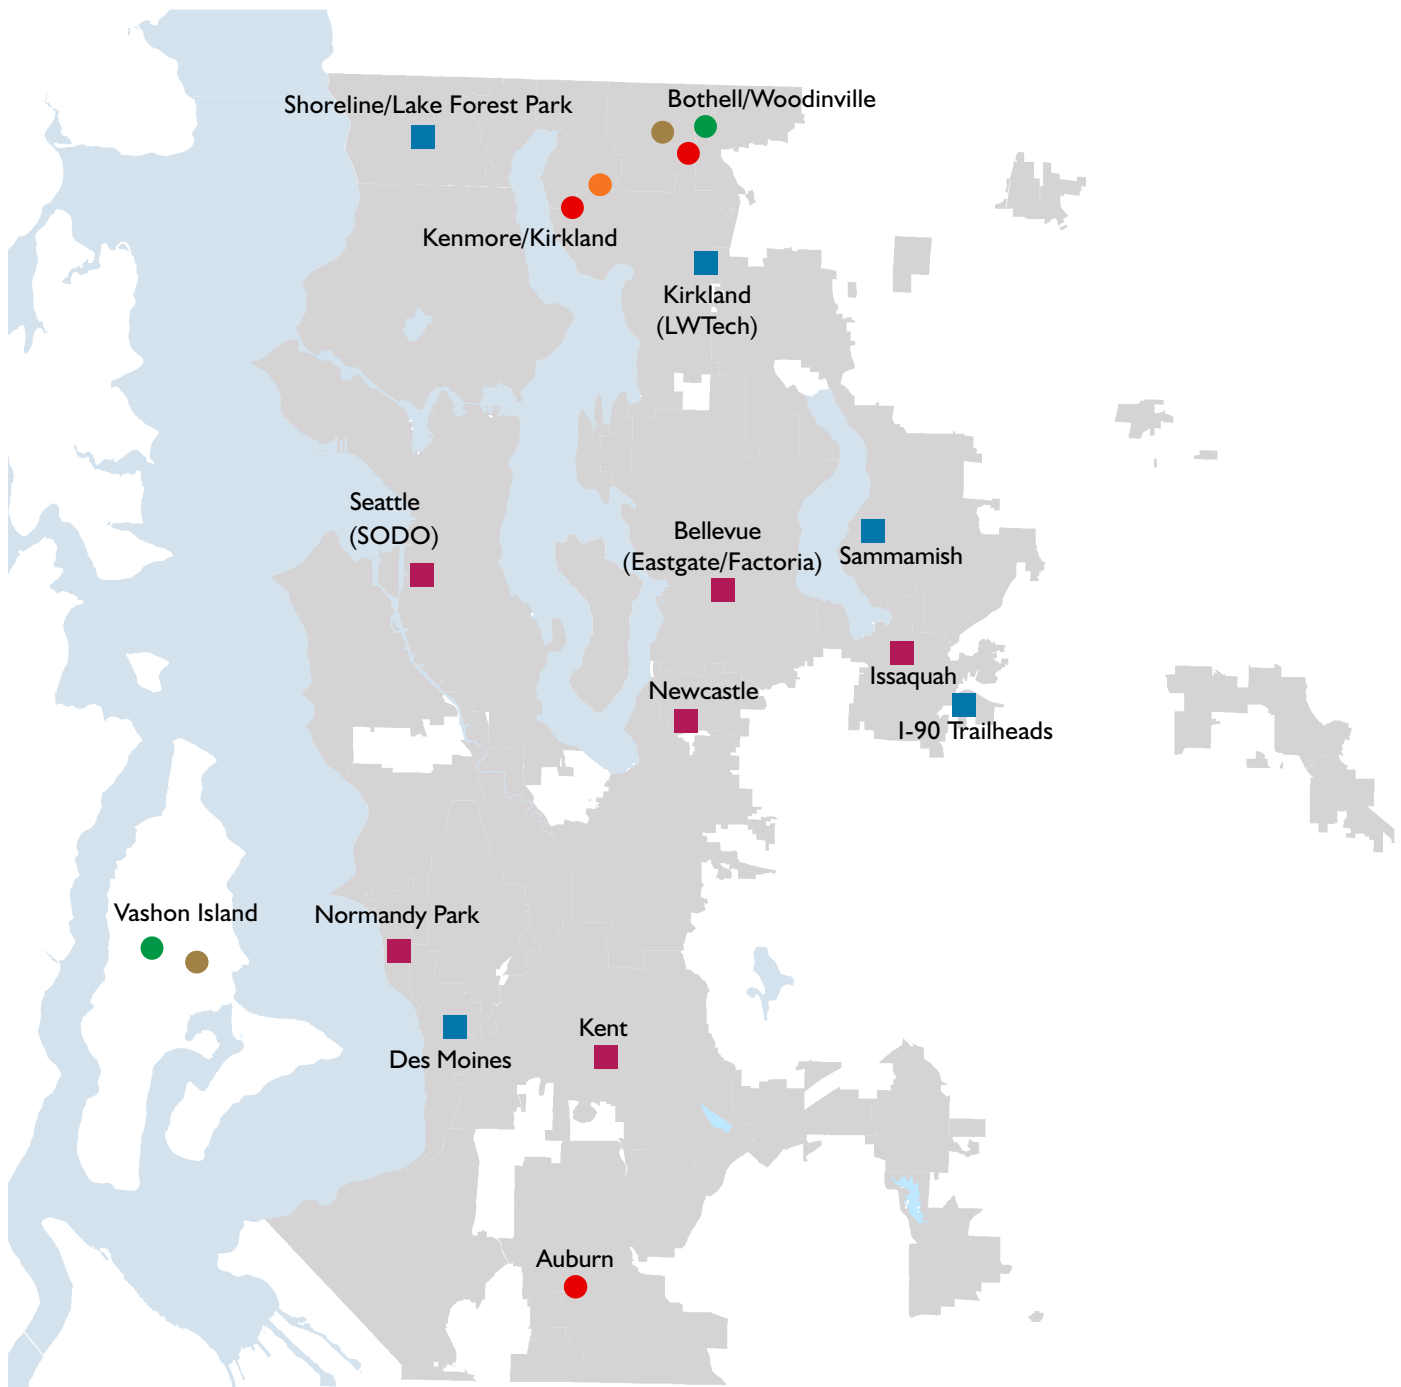 Bothell/Woodinville
Shoreline/Lake Forest Park
Kenmore/Kirkland
Kirkland
(LWTech)
Seattle
(SODO)
Bellevue
(Eastgate/Factoria)
Sammamish
Issaquah
Newcastle
I-90 Trailheads
Vashon Island
Normandy Park
Kent
Des Moines
Auburn